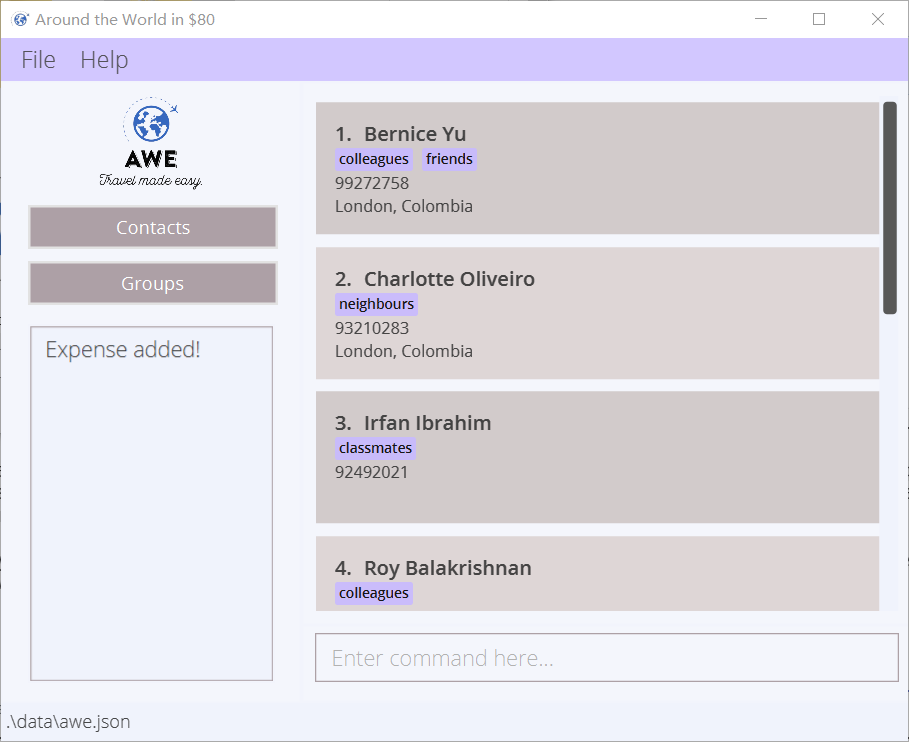 Around the World in $80
File Help
AWE
Travel made easy.
Contacts
Groups
Expense added!
1. Bernice Yu
colleagues friends
99272758
London, Colombia
2. Charlotte Oliveiro
neighbours
93210283
London, Colombia
3. Irfan Ibrahim
classmates
92492021
4. Roy Balakrishnan
colleagues
Enter command here...
.\data\awe.json